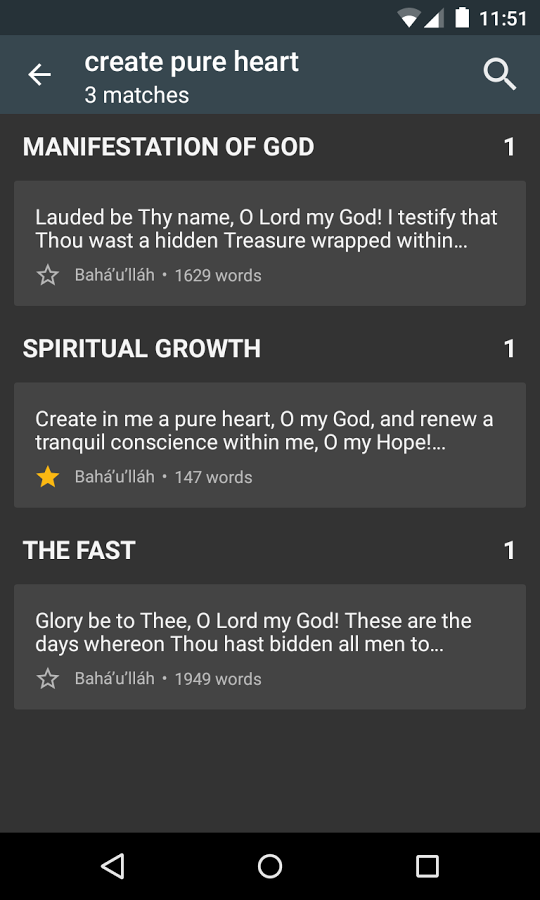 11:51
create pure heart
3 matches
MANIFESTATION OF GOD 1
Lauded be Thy name, O Lord my God! I testify that
Thou wast a hidden Treasure wrapped within...
Bahá’u’lláh • 1629 words
SPIRITUAL GROWTH 1
Create in me a pure heart, O my God, and renew a
tranquil conscience within me, O my Hope!...
Bahá’u’lláh • 147 words
THE FAST 1
Glory be to Thee, O Lord my God! These are the
days whereon Thou hast bidden all men to...
Bahá’u’lláh • 1949 words